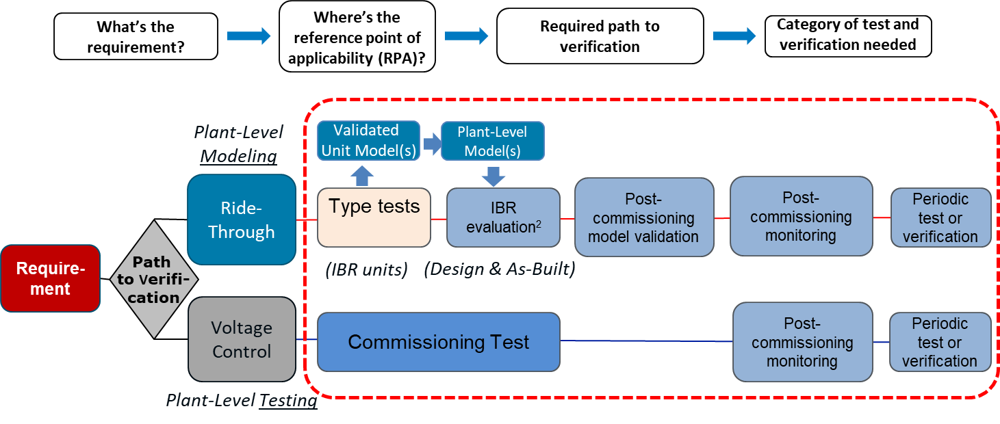 What's the
requirement?
Where's the
reference point of
applicability (RPA)?
Required path to
verification
Category of test and
verification needed
Plant-Level
Modeling
Validated
Unit Model(s)
Plant-Level
Model(s)
Ride-
Through
Type tests
IBR
evaluation²
Post-
commissioning
model validation
Post-
commissioning
monitoring
Periodic
test or
verification
(IBR units)
(Design & As-Built)
Require-
ment
Path
to Verifi-
cation
Voltage
Control
Commissioning Test
Post-
commissioning
monitoring
Periodic
test or
verification
Plant-Level Testing